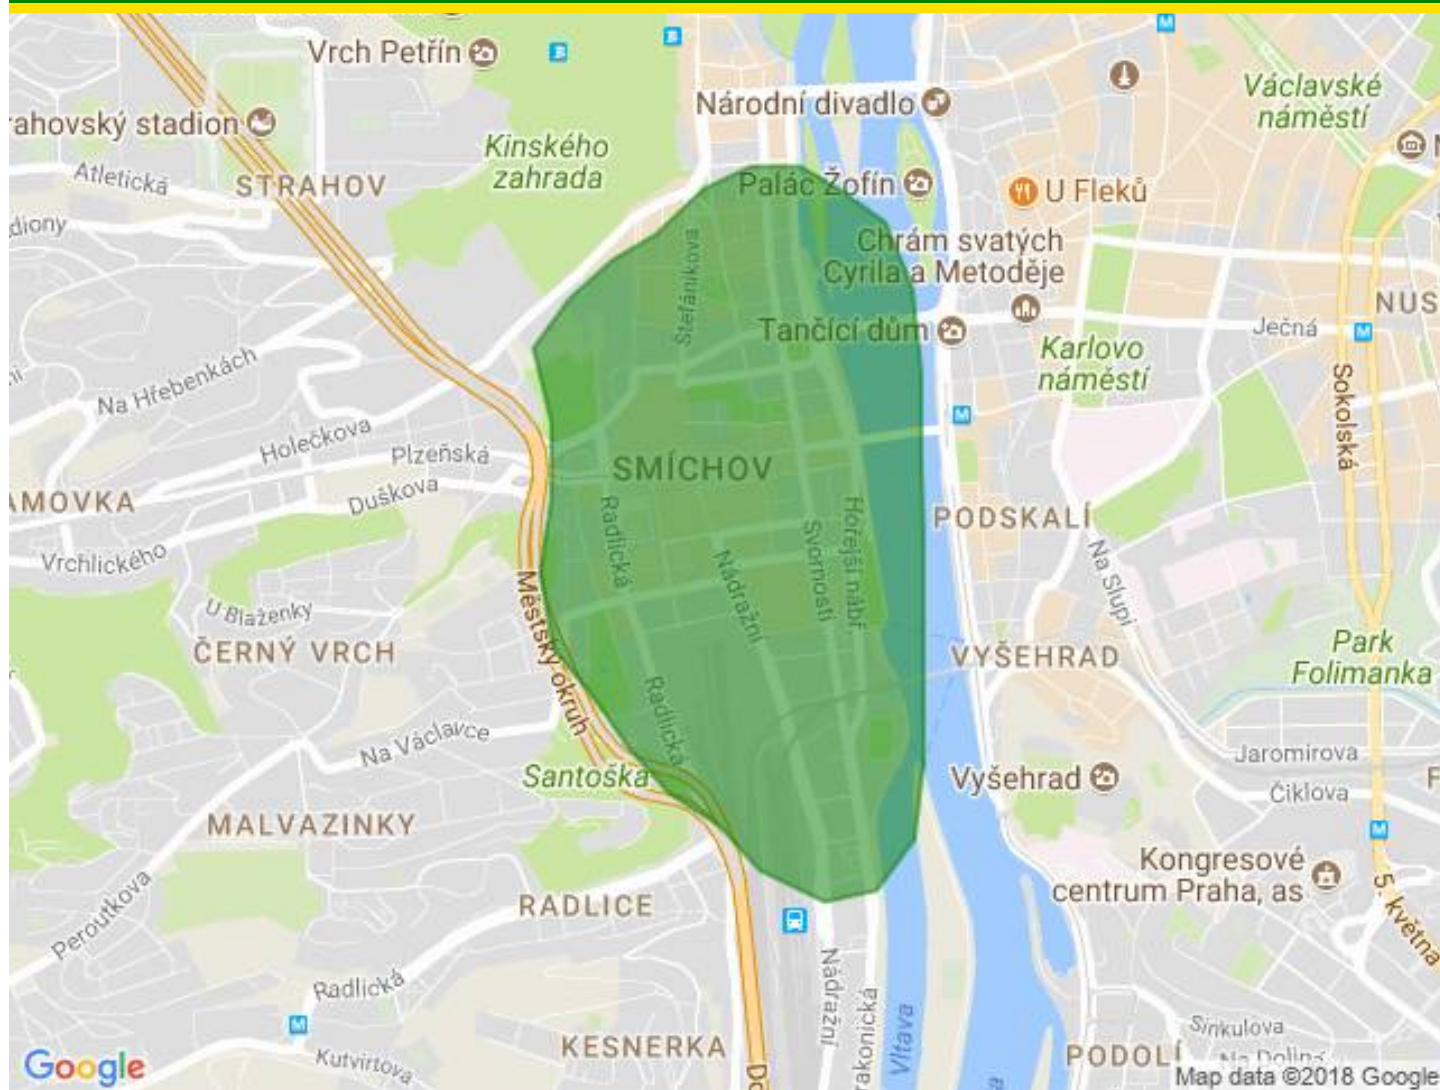 Vrch Petřín
Národní divadlo
Václavské
náměstí
rahovský stadion
Kinského
zahrada
Atletická
STRAHOV
Palác Žofín
U Fleků
diony
Štefánikova
Chrám svatých
Cyrila a Metoděje
NUS
Tančící dům
Ječná
Karlovo
náměstí
Na Hřebenkách
Sokolská
Holečkova
Plzeňská
SMÍCHOV
Duškova
AMOVKA
Radlická
Svornosti
Hořejší nábř.
PODSKALÍ
Vrchlického
Nádražní
Na Slupi
U Blaženky
Městský okruh
ČERNÝ VRCH
VYŠEHRAD
Park
Folimanka
Radlická
Na Václavce
Jaromírova
Santoška
Vyšehrad
Čiklova
MALVAZINKY
Kongresové
centrum Praha, as
Peroutkova
RADLICE
5. května
Nádražní
Radlická
rakonická
Vltava
Sinkulova
KESNERKA
PODOLÍ
Google
Kutvirtova
Do
Map data ©2018 Google